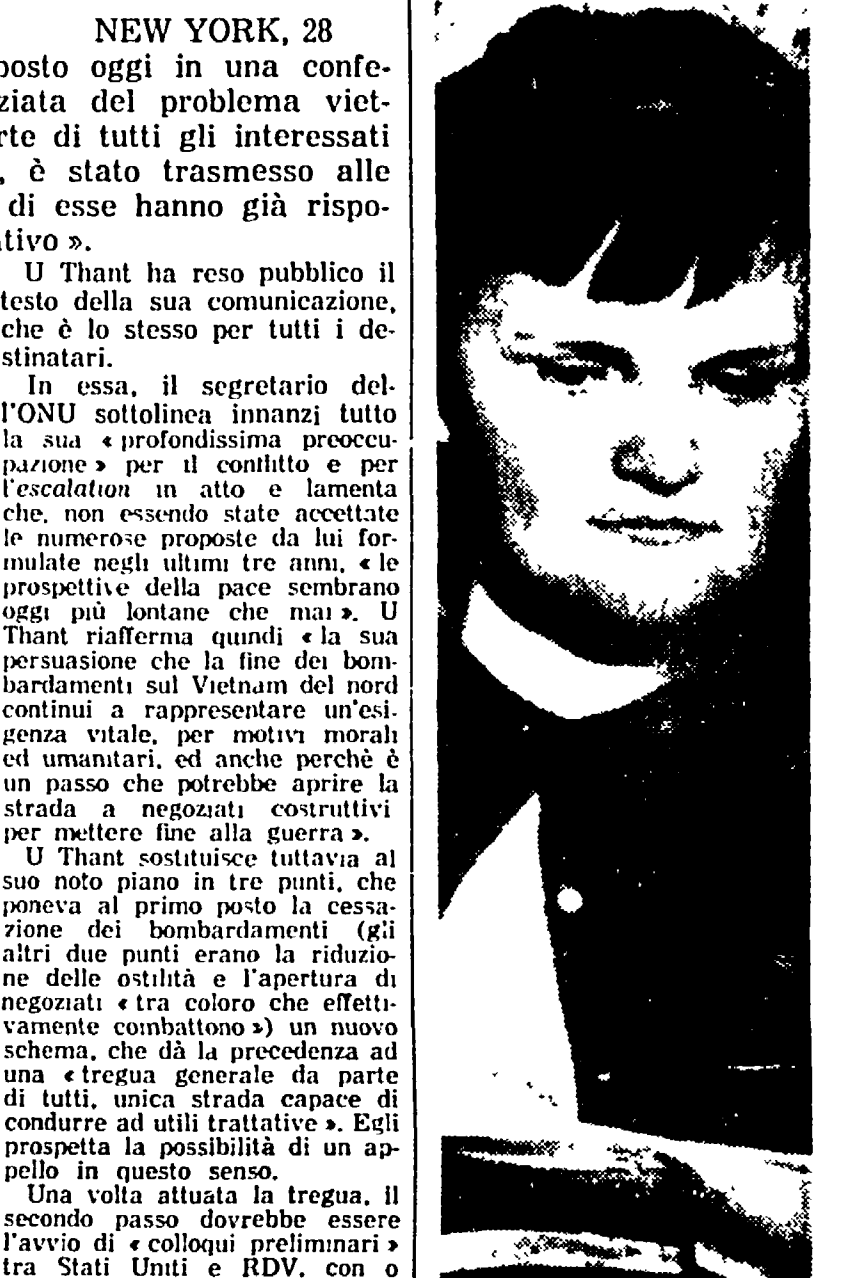 NEW YORK, 28
posto oggi in una confe-
ziata del problema viet-
rte di tutti gli interessati
, è stato trasmesso alle
di esse hanno già rispo-
ativo ».
U Thant ha reso pubblico il
testo della sua comunicazione,
che è lo stesso per tutti i de-
stinatari.
In essa, il segretario del-
l'ONU sottolinea innanzi tutto
la sua « profondissima preoccu-
pazione » per il conflitto e per
l'escalation in atto e lamenta
che, non essendo state accettate
le numerose proposte da lui for-
mulate negli ultimi tre anni, « le
prospettive della pace sembrano
oggi più lontane che mai ». U
Thant riafferma quindi « la sua
persuasione che la fine dei bom-
bardamenti sul Vietnam del nord
continui a rappresentare un'esi-
genza vitale, per motivi morali
ed umanitari, ed anche perchè è
un passo che potrebbe aprire la
strada a negoziati costruttivi
per mettere fine alla guerra ».
U Thant sostituisce tuttavia al
suo noto piano in tre punti, che
poneva al primo posto la cessa-
zione dei bombardamenti (gli
altri due punti erano la riduzio-
ne delle ostilità e l'apertura di
negoziati « tra coloro che effetti-
vamente combattono ») un nuovo
schema, che dà la precedenza ad
una « tregua generale da parte
di tutti, unica strada capace di
condurre ad utili trattative ». Egli
prospetta la possibilità di un ap-
pello in questo senso.
Una volta attuata la tregua, il
secondo passo dovrebbe essere
l'avvio di « colloqui preliminari »
tra Stati Uniti e RDV, con o